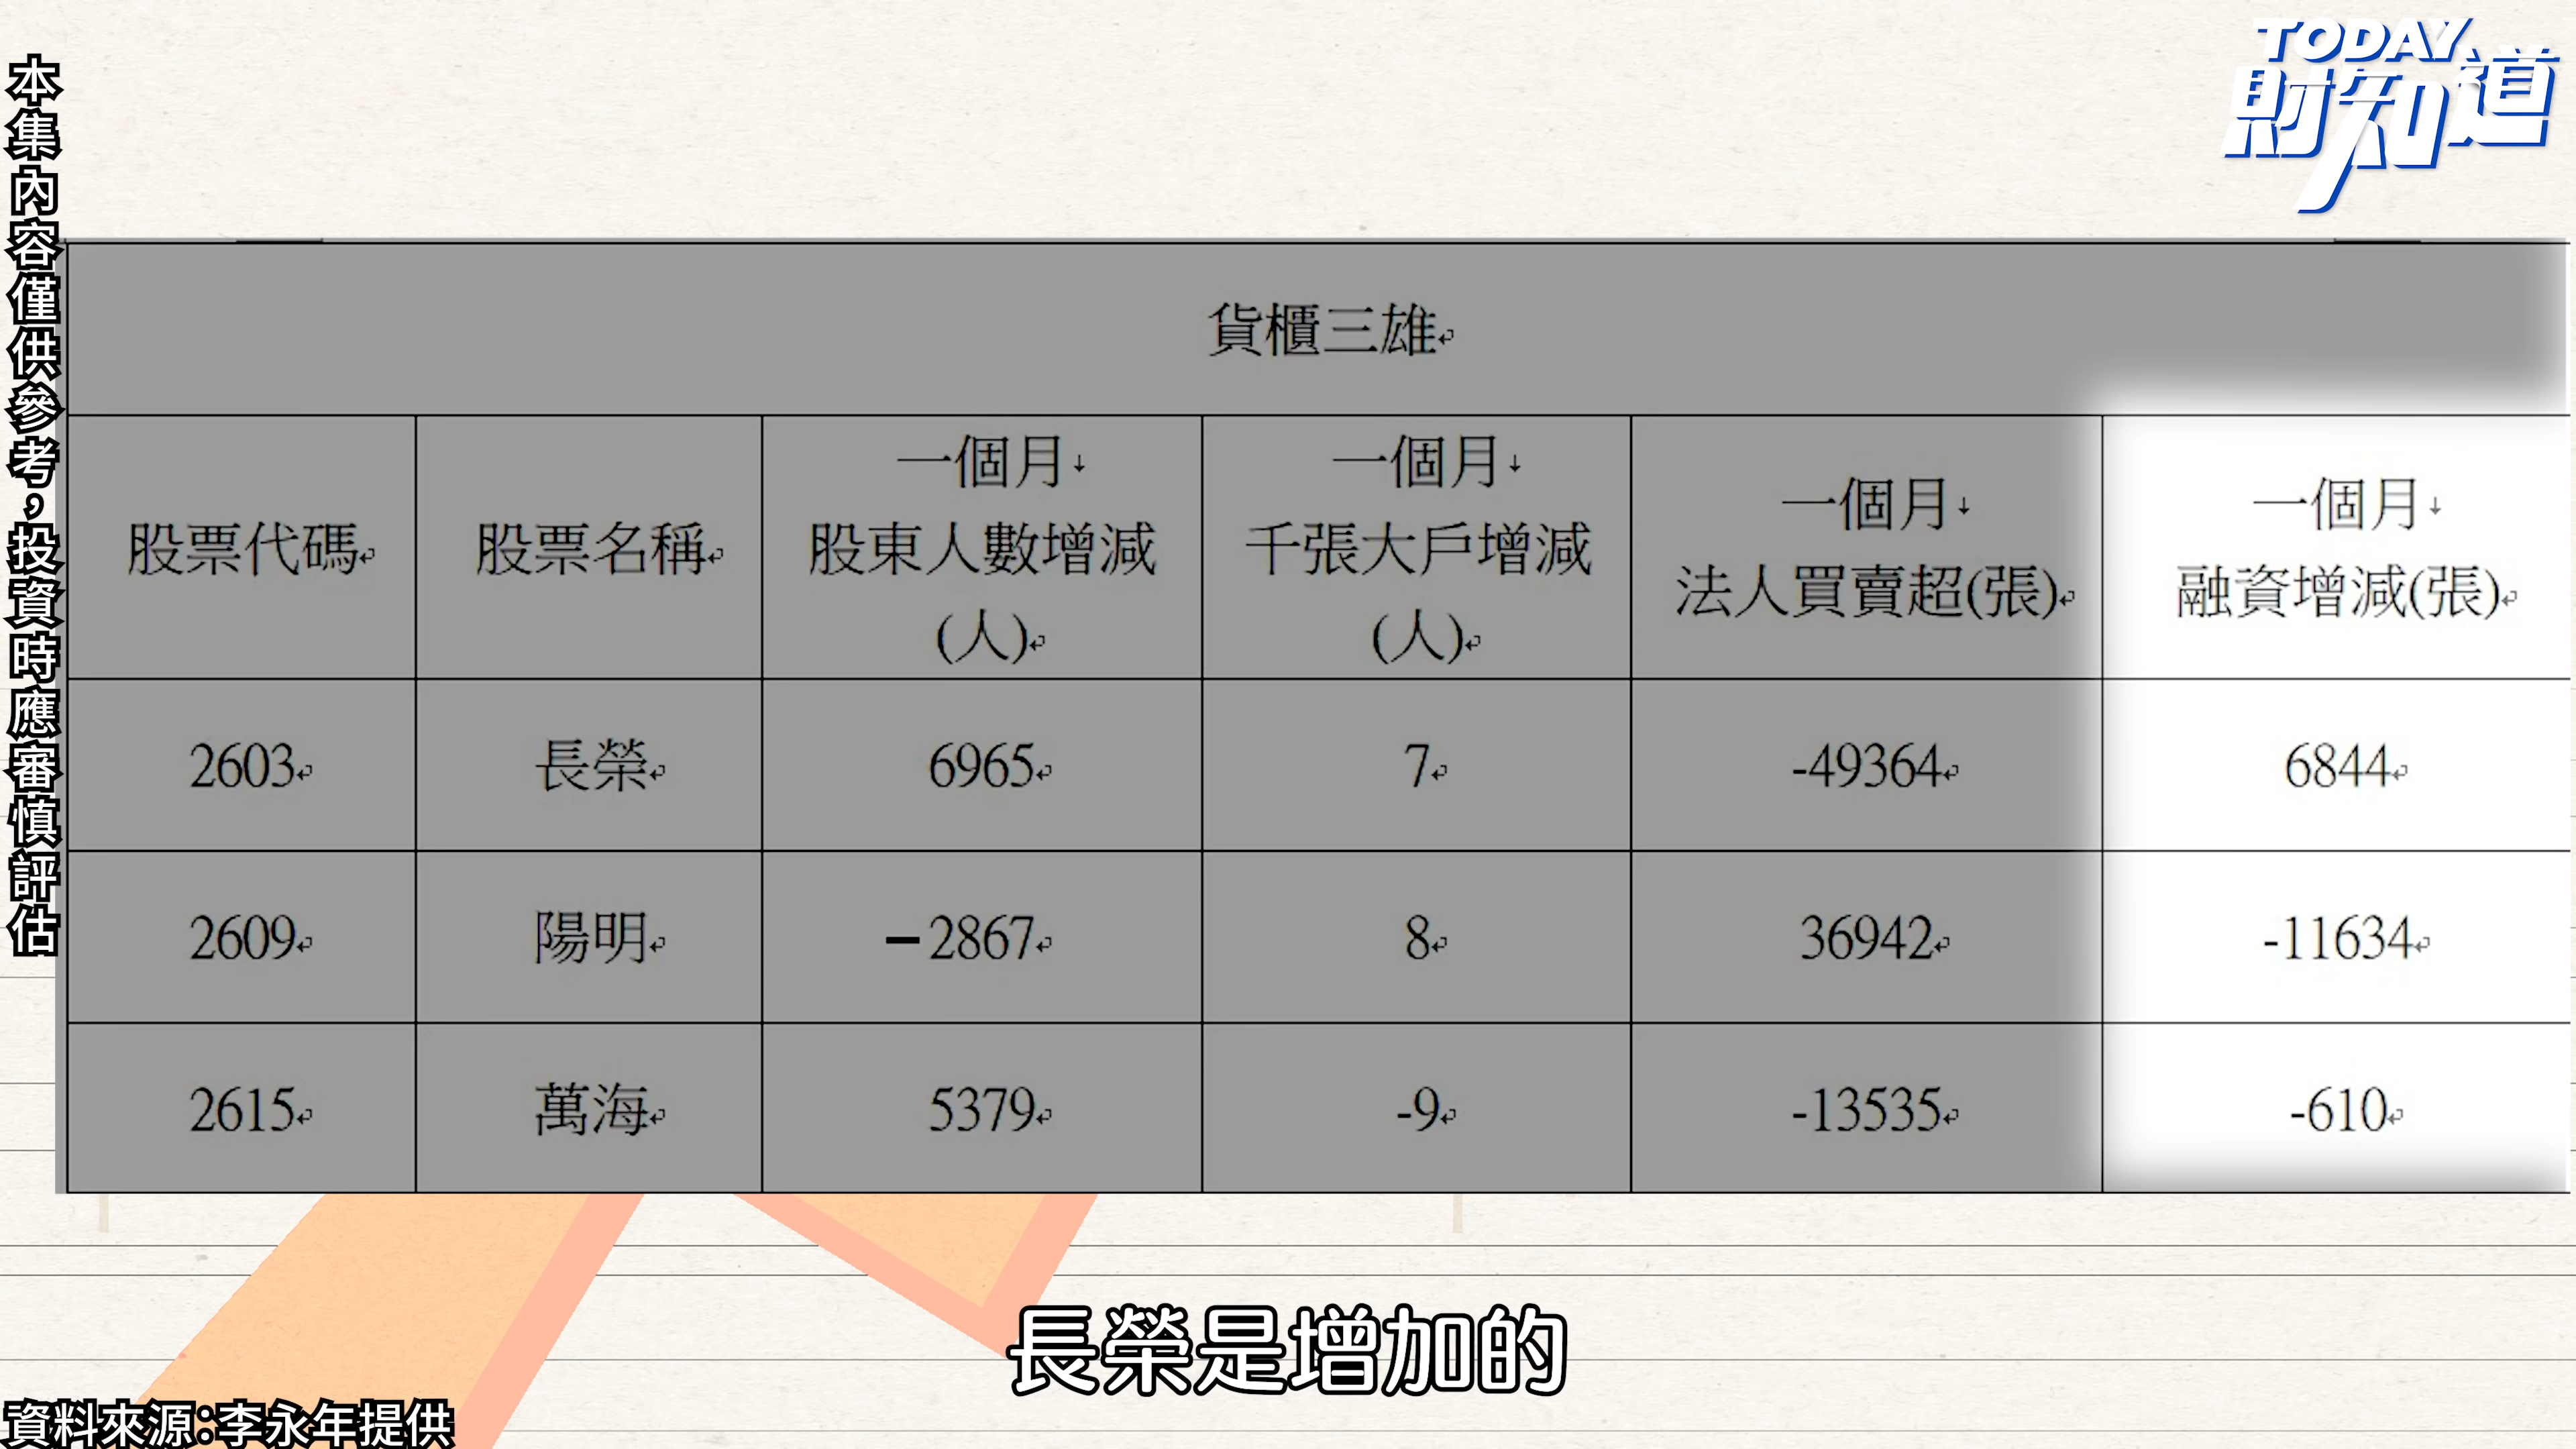 TODAY
財知道
本集內容僅供參考，投資時應審慎評估
貨櫃三雄
股票代碼
股票名稱
一個月
股東人數增減
(人)
一個月
千張大戶增減
(人)
一個月
法人買賣超(張)
一個月
融資增減(張)
2603 長榮 6965 7 -49364 6844
2609 陽明 －2867 8 36942 -11634
2615 萬海 5379 -9 -13535 -610
長榮是增加的
資料來源:李永年提供